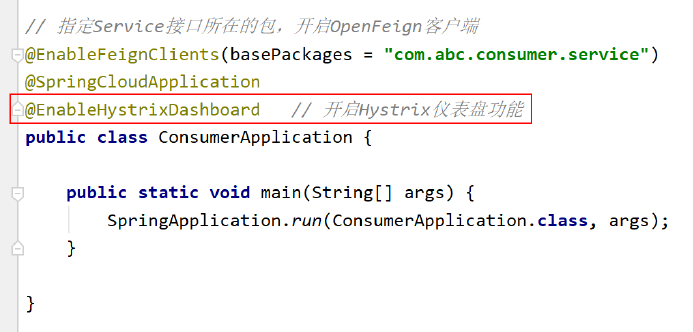 // 指定Service接口所在的包，开启OpenFeign客户端
@EnableFeignClients(basePackages = "com.abc.consumer.service")
@SpringCloudApplication
@EnableHystrixDashboard // 开启Hystrix仪表盘功能
public class ConsumerApplication {
public static void main(String[] args) {
SpringApplication.run(ConsumerApplication.class, args);
}
}